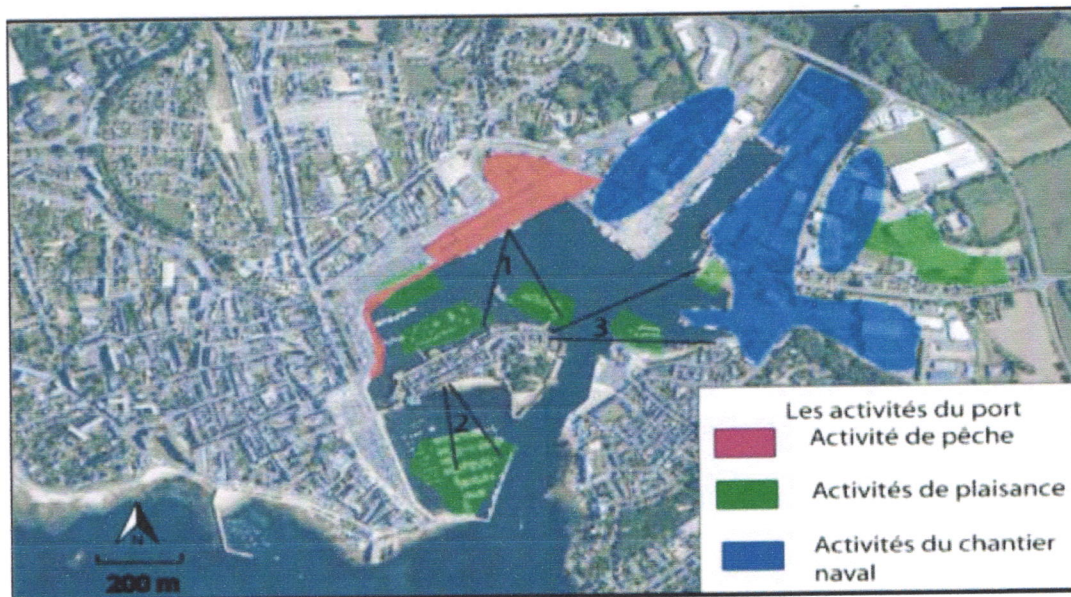 1
3
2
N
200 m
Les activités du port
Activité de pêche
Activités de plaisance
Activités du chantier
naval